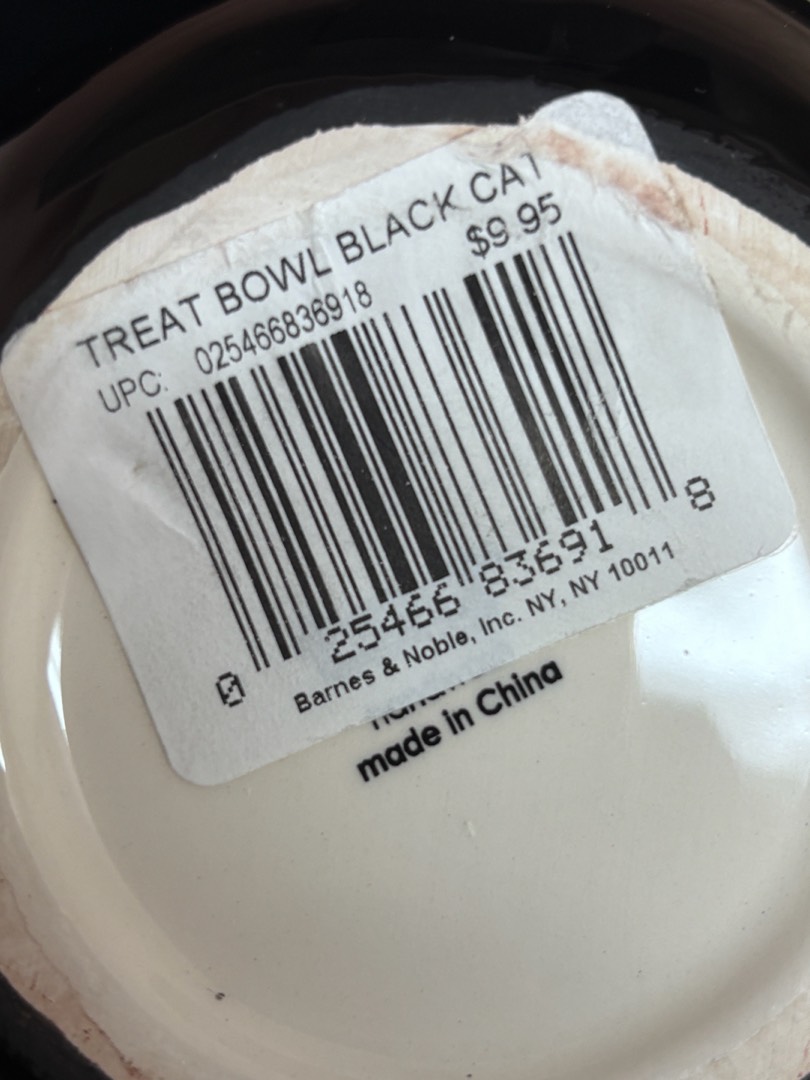 TREAT BOWL BLACK CAT
$9.95
UPC: 025466836918
0 25466 83691 8
Barnes & Noble, Inc. NY, NY 10011
made in China